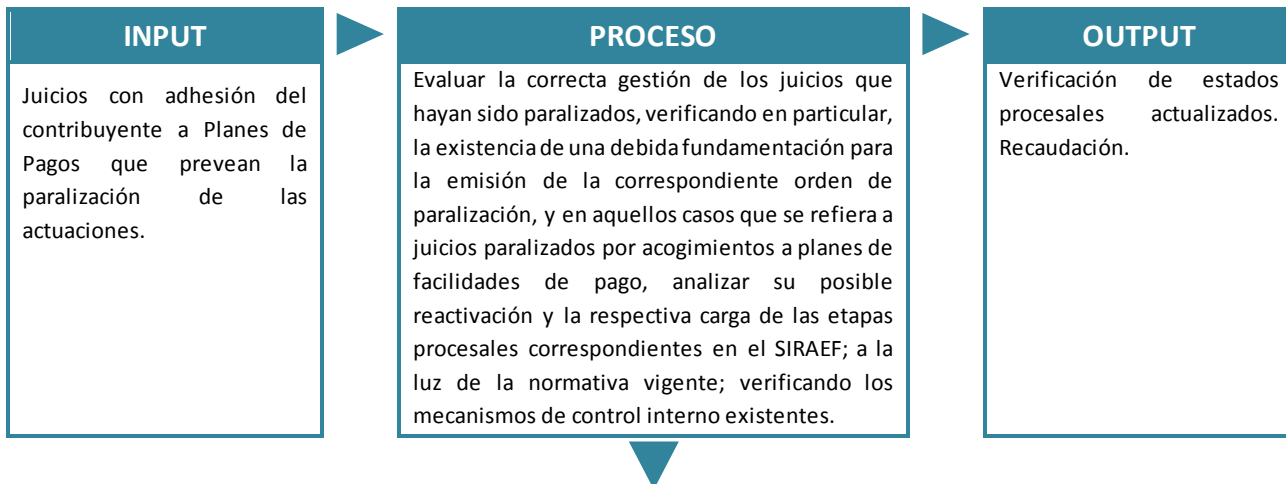 INPUT
Juicios con adhesión del
contribuyente a Planes de
Pagos que prevean la
paralización de las
actuaciones.
PROCESO
Evaluar la correcta gestión de los juicios que
hayan sido paralizados, verificando en particular,
la existencia de una debida fundamentación para
la emisión de la correspondiente orden de
paralización, y en aquellos casos que se refiera a
juicios paralizados por acogimientos a planes de
facilidades de pago, analizar su posible
reactivación y la respectiva carga de las etapas
procesales correspondientes en el SIRAEF; a la
luz de la normativa vigente; verificando los
mecanismos de control interno existentes.
OUTPUT
Verificación de estados
procesales actualizados.
Recaudación.